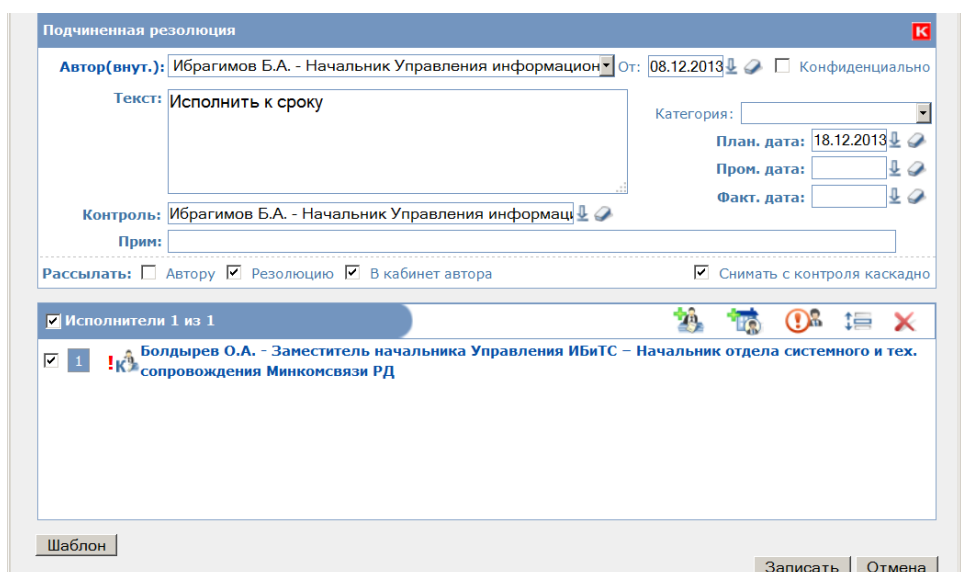 Подчиненная резолюция K
Автор(внут.): Ибрагимов Б.А. - Начальник Управления информацион От: 08.12.2013 Конфиденциально
Текст: Исполнить к сроку
Категория:
План. дата: 18.12.2013
Пром. дата:
Факт. дата:
Контроль: Ибрагимов Б.А. - Начальник Управления информаци
Прим:
Рассылать: Автору Резолюцию В кабинет автора Снимать с контроля каскадно
Исполнители 1 из 1
1 !К Болдырев О.А. - Заместитель начальника Управления ИБиТС – Начальник отдела системного и тех.
сопровождения Минкомсвязи РД
Шаблон
Записать Отмена